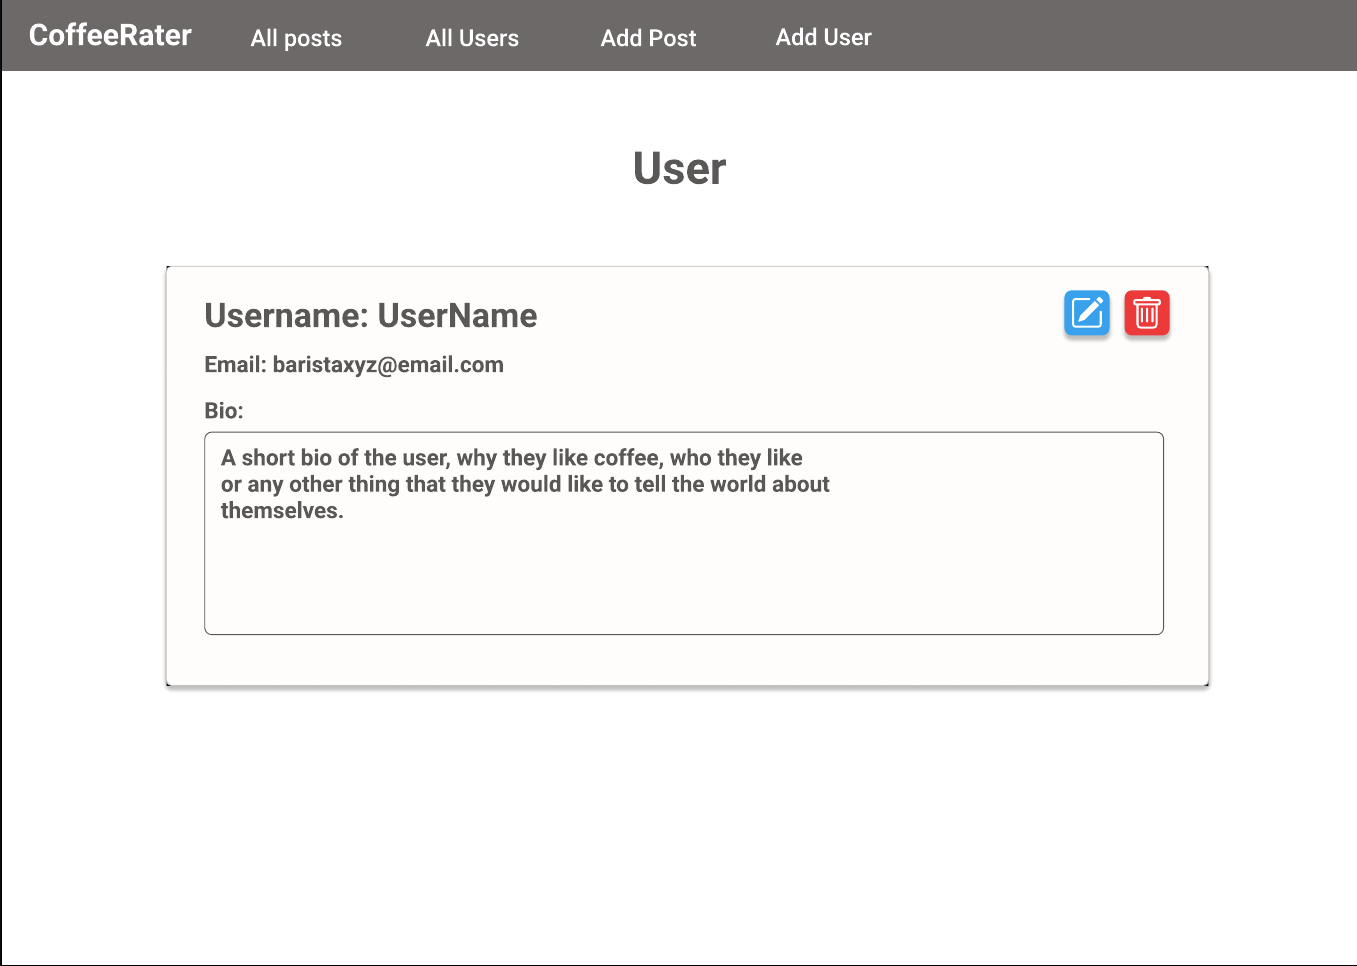 CoffeeRater All posts All Users Add Post Add User
User
Username: UserName
Email: baristaxyz@email.com
Bio:
A short bio of the user, why they like coffee, who they like
or any other thing that they would like to tell the world about
themselves.